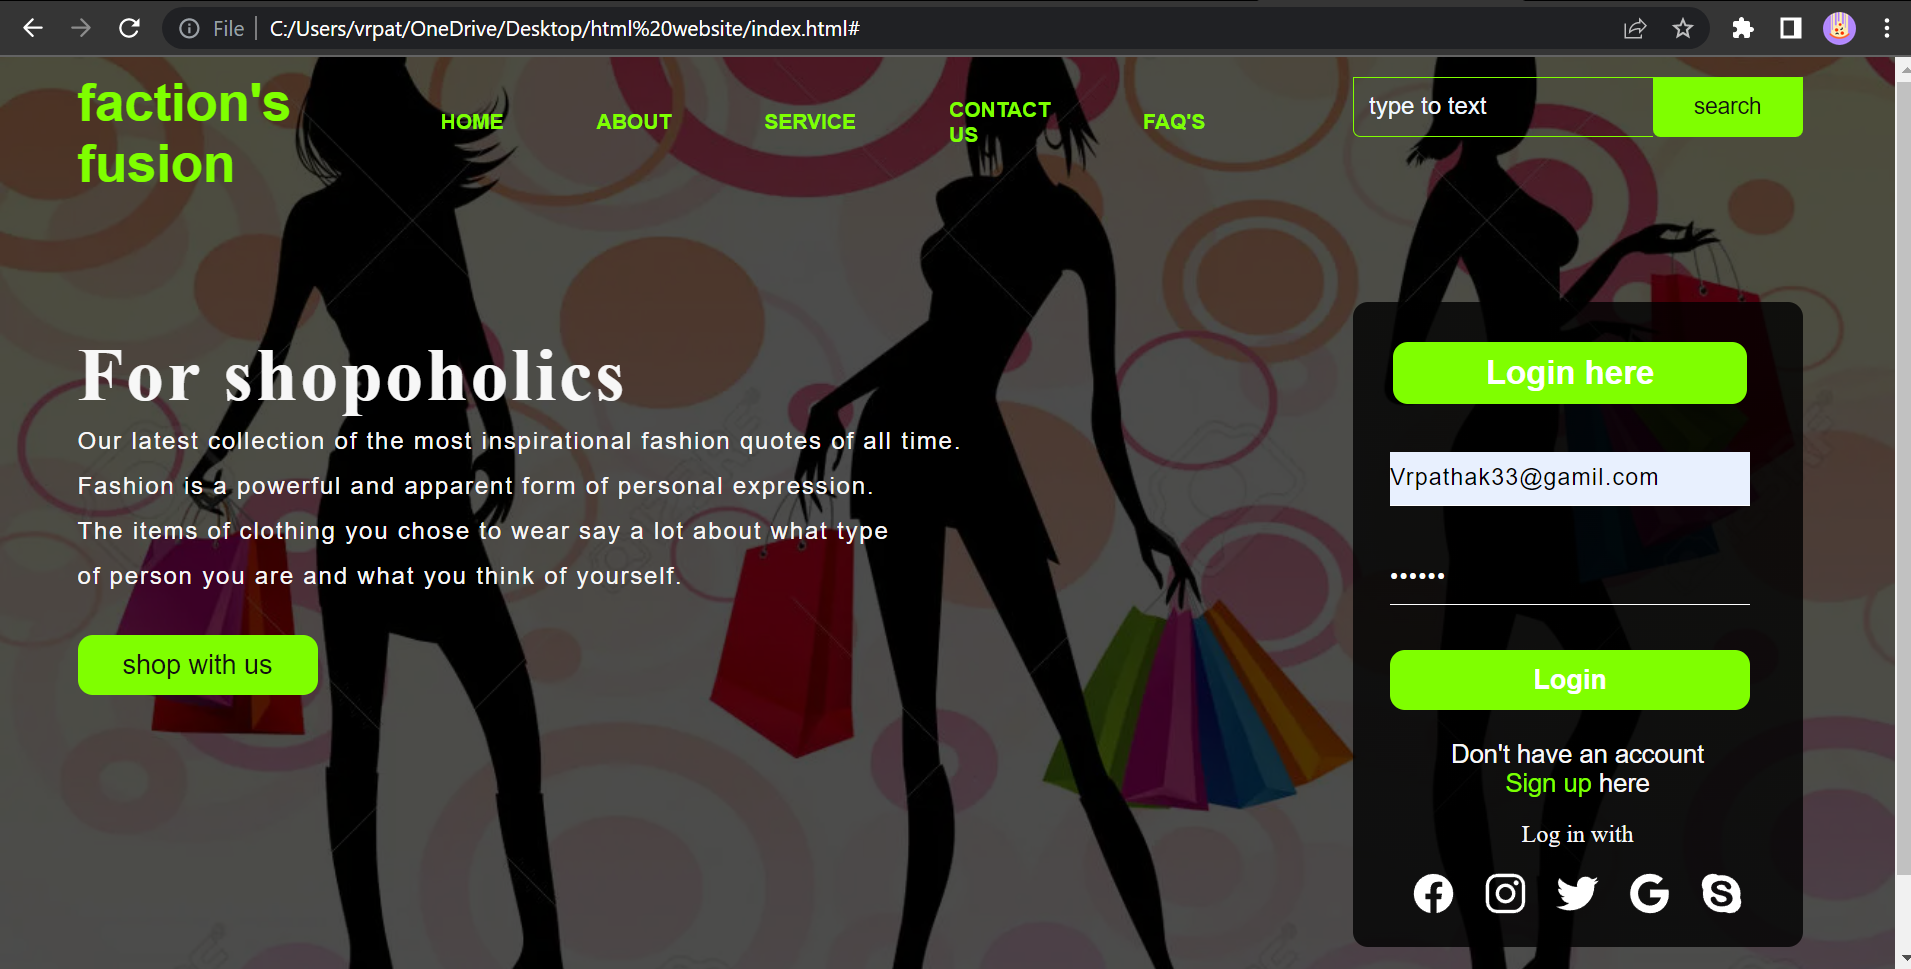 File C:/Users/vrpat/OneDrive/Desktop/html%20website/index.html#
faction's
fusion
HOME
ABOUT
SERVICE
CONTACT
US
FAQ'S
type to text
search
For shopoholics
Our latest collection of the most inspirational fashion quotes of all time.
Fashion is a powerful and apparent form of personal expression.
The items of clothing you chose to wear say a lot about what type
of person you are and what you think of yourself.
shop with us
Login here
Vrpathak33@gamil.com
••••••
Login
Don't have an account
Sign up here
Log in with